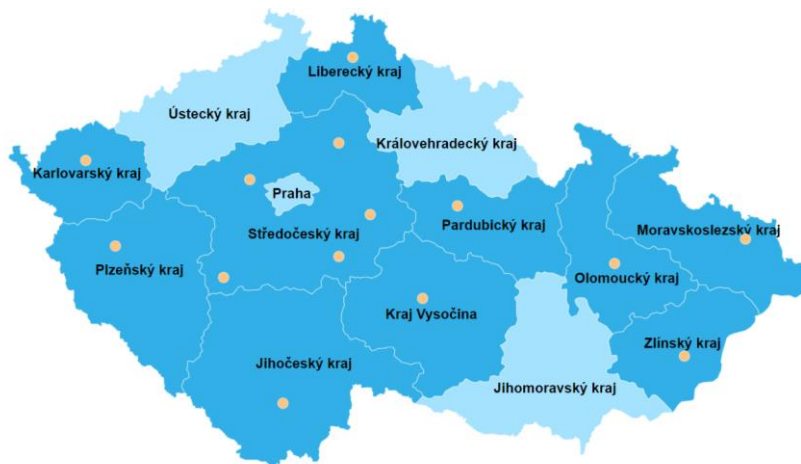 Liberecký kraj
Ústecký kraj
Královehradecký kraj
Karlovarský kraj
Praha
Středočeský kraj
Pardubický kraj
Moravskoslezský kraj
Plzeňský kraj
Olomoucký kraj
Kraj Vysočina
Zlínský kraj
Jihočeský kraj
Jihomoravský kraj